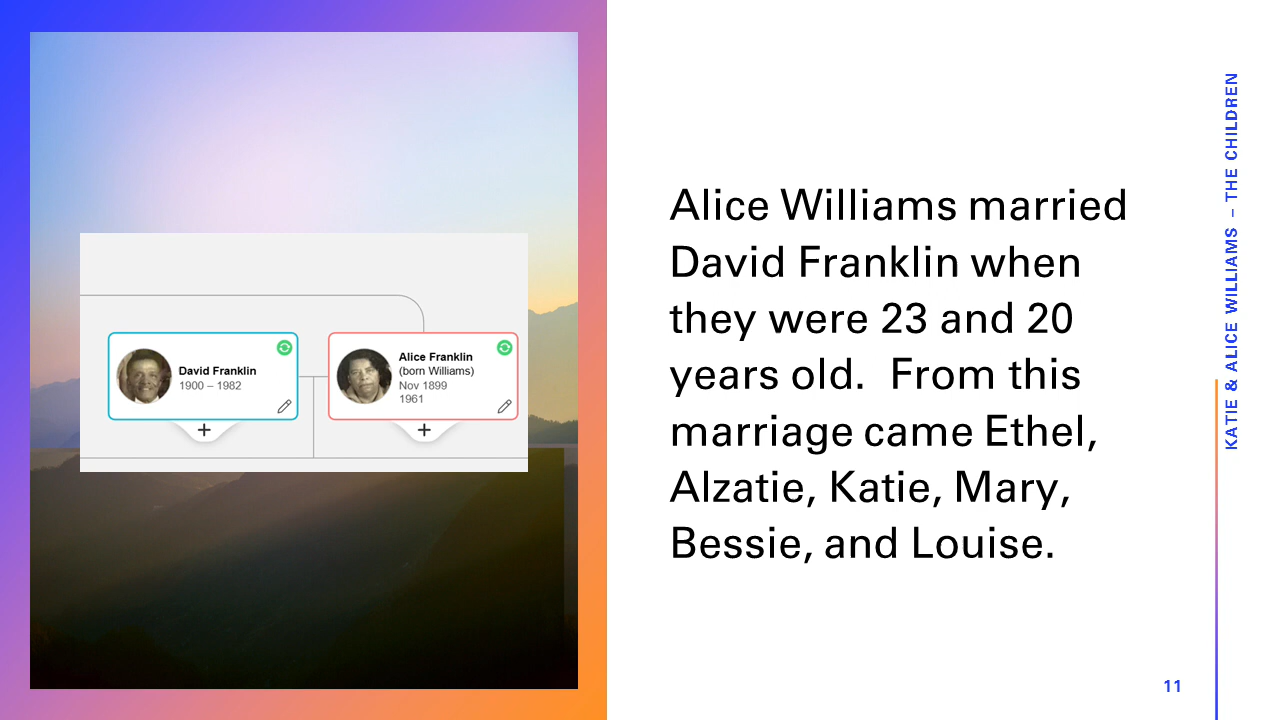 David Franklin
1900 – 1982
Alice Franklin
(born Williams)
Nov 1899
1961
Alice Williams married
David Franklin when
they were 23 and 20
years old.  From this
marriage came Ethel,
Alzatie, Katie, Mary,
Bessie, and Louise.
KATIE & ALICE WILLIAMS – THE CHILDREN
11